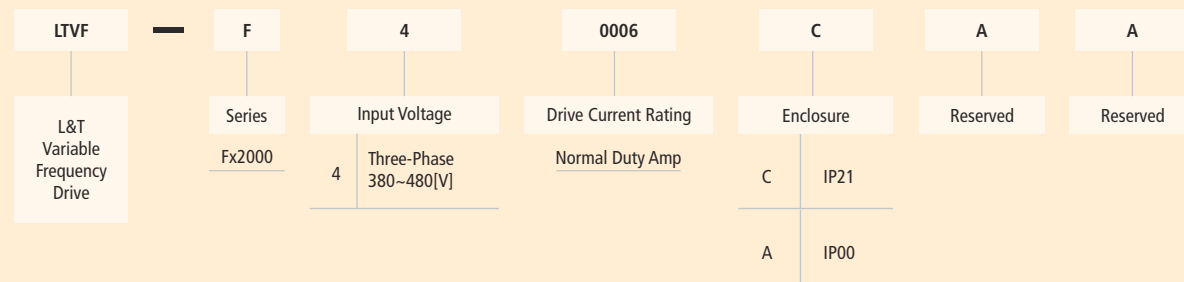 LTVF — F 4 0006 C A A
L&T
Variable
Frequency
Drive
Series
Fx2000
Input Voltage
4 Three-Phase
380~480[V]
Drive Current Rating
Normal Duty Amp
Enclosure
C IP21
A IP00
Reserved
Reserved